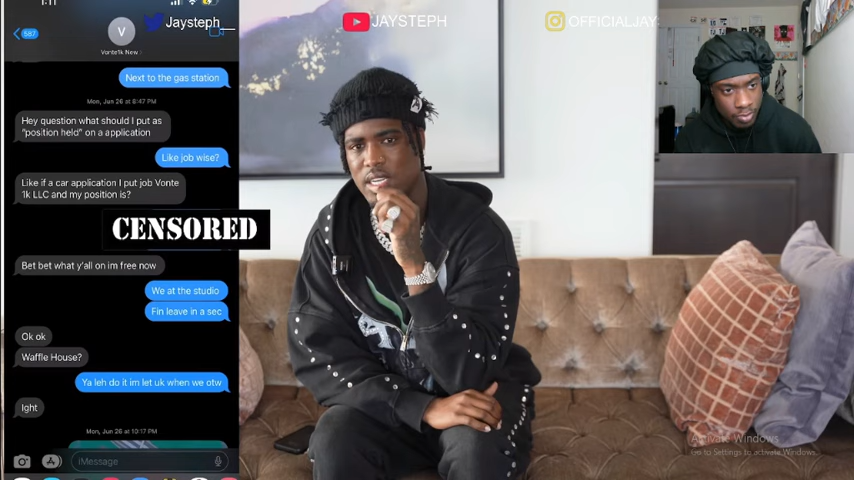 1:11
Jaysteph
JAYSTEPH
OFFICIALJAY
587
V
Vonte1k New
Next to the gas station
Mon, Jun 26 at 8:47 PM
Hey question what should I put as
"position held" on a application
Like job wise?
Like if a car application I put job Vonte
1k LLC and my position is?
CENSORED
Bet bet what y'all on im free now
We at the studio
Fin leave in a sec
Ok ok
Waffle House?
Ya leh do it im let uk when we otw
Ight
Mon, Jun 26 at 10:17 PM
iMessage
Activate Windows
Go to Settings to activate Windows.